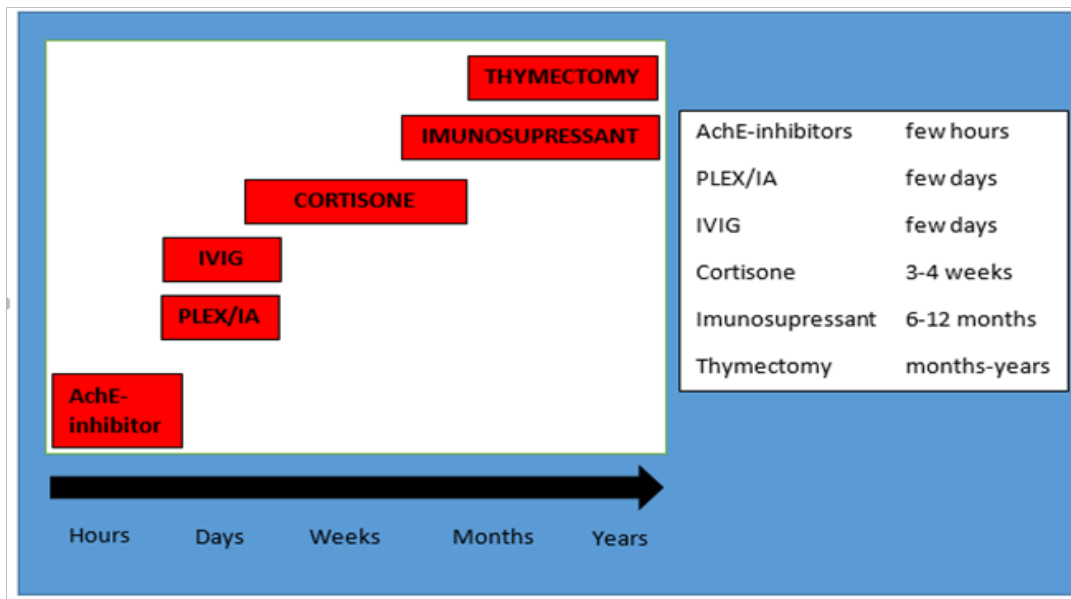 THYMECTOMY
IMUNOSUPRESSANT
CORTISONE
IVIG
PLEX/IA
AchE-
inhibitor
Hours Days Weeks Months Years
AchE-inhibitors few hours
PLEX/IA few days
IVIG few days
Cortisone 3-4 weeks
Imunosupressant 6-12 months
Thymectomy months-years